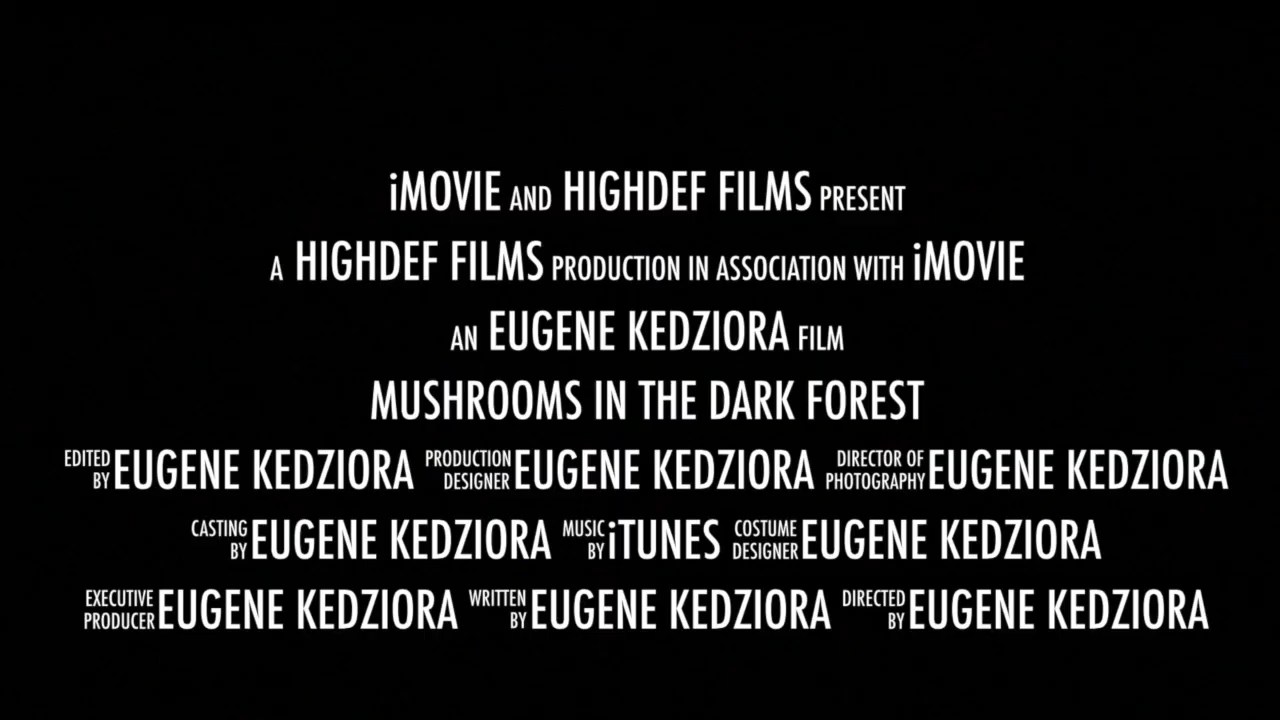 iMOVIE AND HIGHDEF FILMS PRESENT
A HIGHDEF FILMS PRODUCTION IN ASSOCIATION WITH iMOVIE
AN EUGENE KEDZIORA FILM
MUSHROOMS IN THE DARK FOREST
EDITED BY EUGENE KEDZIORA PRODUCTION DESIGNER EUGENE KEDZIORA DIRECTOR OF PHOTOGRAPHY EUGENE KEDZIORA
CASTING BY EUGENE KEDZIORA MUSIC BY iTUNES COSTUME DESIGNER EUGENE KEDZIORA
EXECUTIVE PRODUCER EUGENE KEDZIORA WRITTEN BY EUGENE KEDZIORA DIRECTED BY EUGENE KEDZIORA